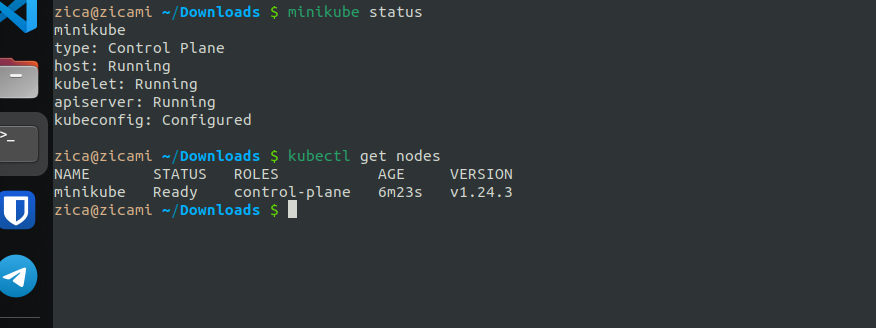 zica@zicami ~/Downloads $ minikube status
minikube
type: Control Plane
host: Running
kubelet: Running
apiserver: Running
kubeconfig: Configured

zica@zicami ~/Downloads $ kubectl get nodes
NAME       STATUS   ROLES           AGE     VERSION
minikube   Ready    control-plane   6m23s   v1.24.3
zica@zicami ~/Downloads $